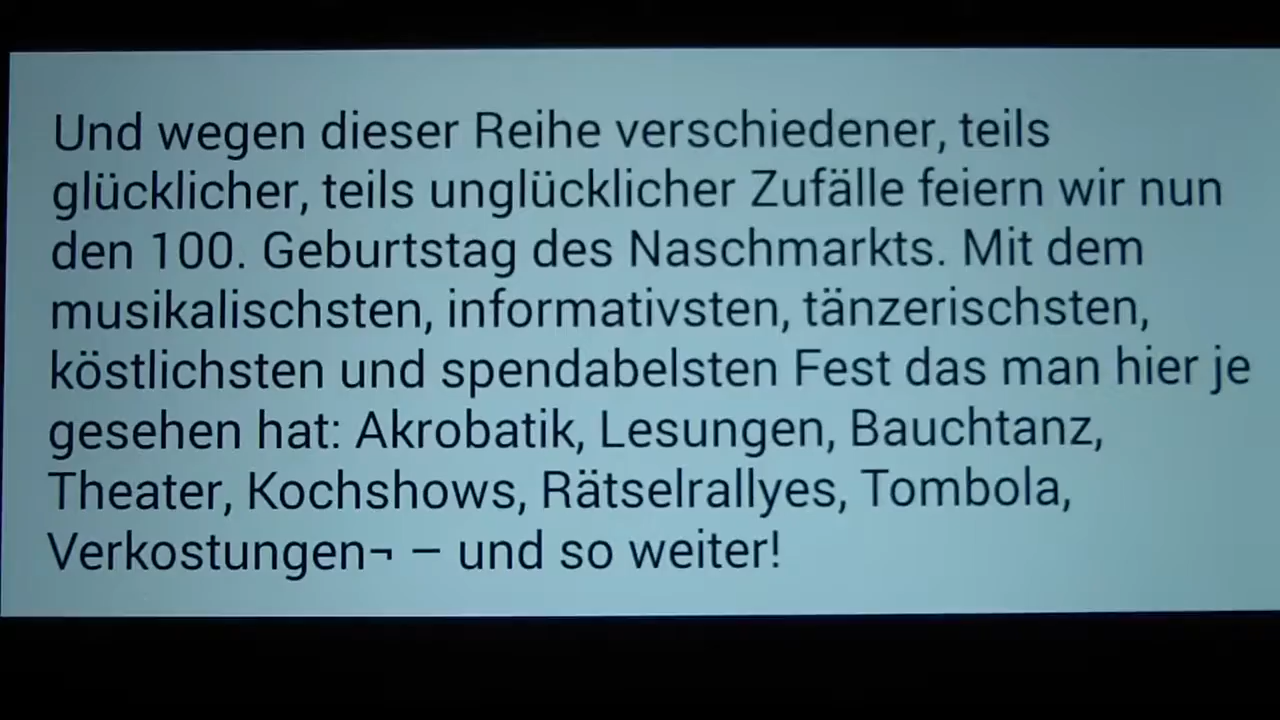 Und wegen dieser Reihe verschiedener, teils
glücklicher, teils unglücklicher Zufälle feiern wir nun
den 100. Geburtstag des Naschmarkts. Mit dem
musikalischsten, informativsten, tänzerischsten,
köstlichsten und spendabelsten Fest das man hier je
gesehen hat: Akrobatik, Lesungen, Bauchtanz,
Theater, Kochshows, Rätselrallyes, Tombola,
Verkostungen¬ – und so weiter!